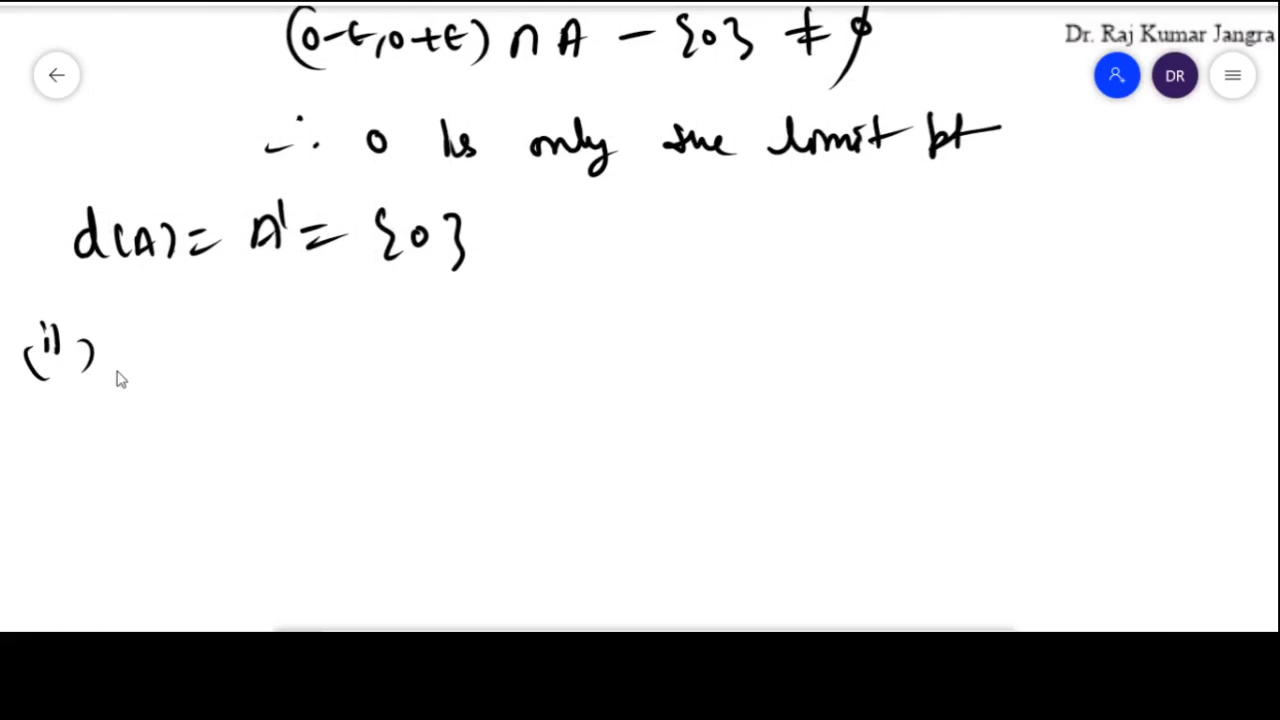 (0-ε, 0+ε) ∩ A - {0} ≠ φ
Dr. Raj Kumar Jangra
DR
∴ 0 is only the limit pt
d(A) = A' = {0}
(ii)